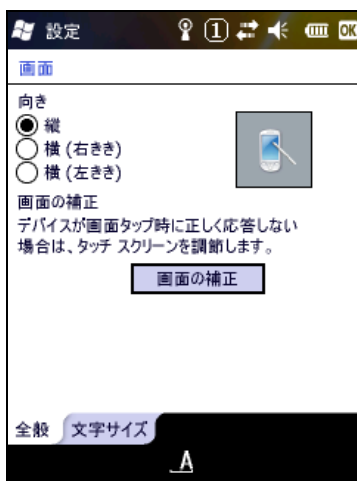 設定
1
OK
画面
向き
縦
横 (右きき)
横 (左きき)
画面の補正
デバイスが画面タップ時に正しく応答しない
場合は、タッチ スクリーンを調節します。
画面の補正
全般 文字サイズ
A